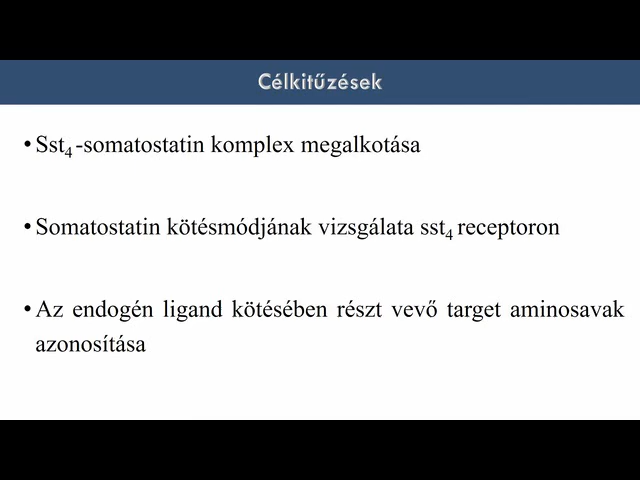 Célkitűzések
• Sst₄ -somatostatin komplex megalkotása
• Somatostatin kötésmódjának vizsgálata sst₄ receptoron
• Az endogén ligand kötésében részt vevő target aminosavak
azonosítása